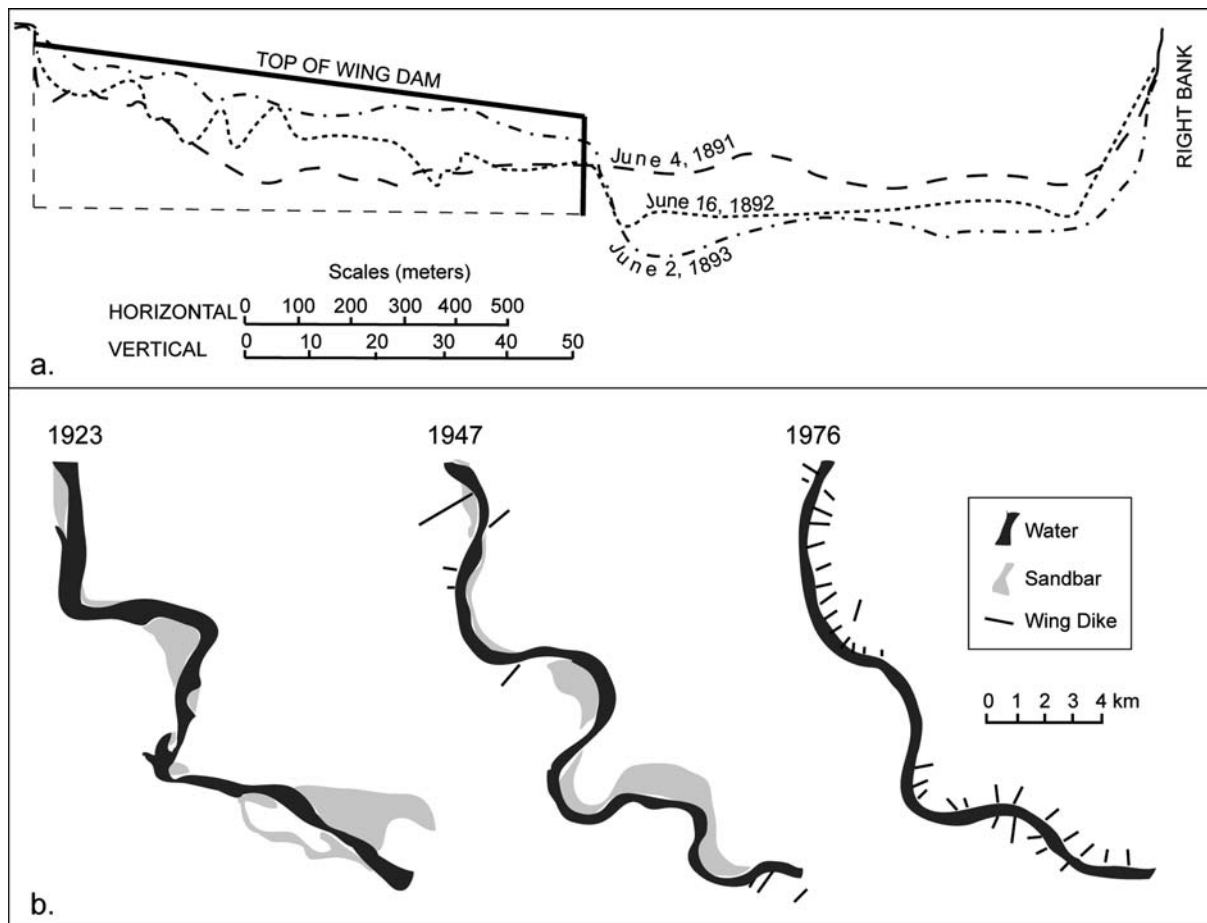 TOP OF WING DAM
RIGHT BANK
June 4, 1891
June 16, 1892
June 2, 1893
Scales (meters)
HORIZONTAL 0 100 200 300 400 500
VERTICAL 0 10 20 30 40 50
a.
1923 1947 1976
Water
Sandbar
Wing Dike
0 1 2 3 4 km
b.